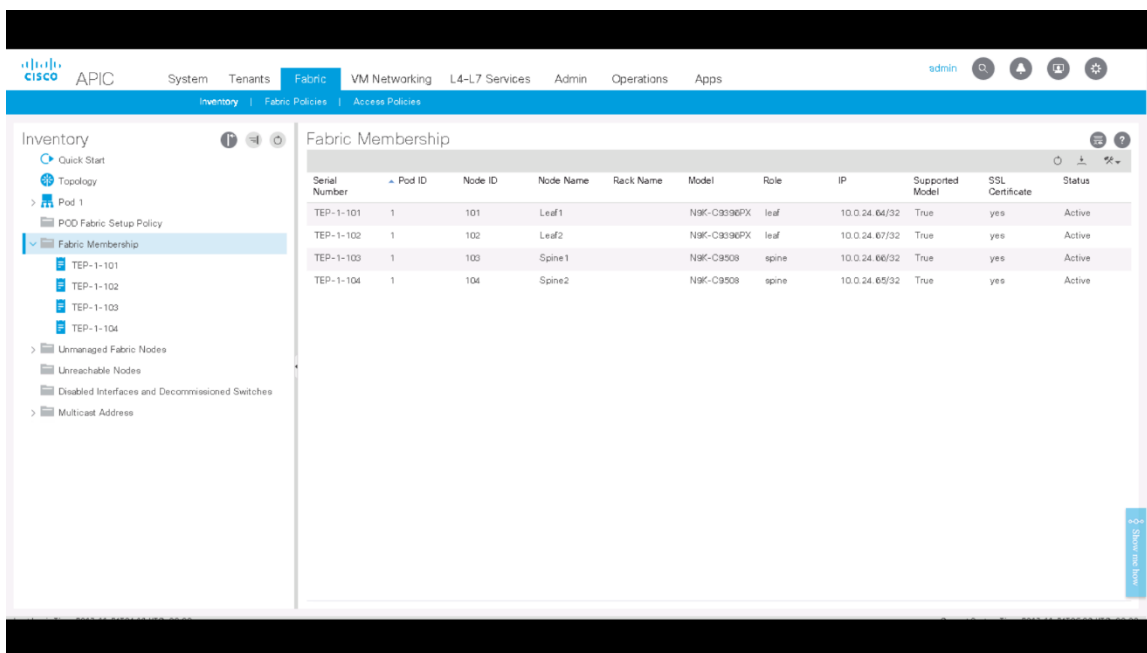 CISCO APIC System Tenants Fabric VM Networking L4-L7 Services Admin Operations Apps admin
Inventory | Fabric Policies | Access Policies
Inventory
Quick Start
Topology
Pod 1
POD Fabric Setup Policy
Fabric Membership
TEP-1-101
TEP-1-102
TEP-1-103
TEP-1-104
Unmanaged Fabric Nodes
Unreachable Nodes
Disabled Interfaces and Decommissioned Switches
Multicast Address
Fabric Membership
Serial Number Pod ID Node ID Node Name Rack Name Model Role IP Supported Model SSL Certificate Status
TEP-1-101 1 101 Leaf1 N9K-C9396PX leaf 10.0.24.64/32 True yes Active
TEP-1-102 1 102 Leaf2 N9K-C9396PX leaf 10.0.24.67/32 True yes Active
TEP-1-103 1 103 Spine1 N9K-C9508 spine 10.0.24.66/32 True yes Active
TEP-1-104 1 104 Spine2 N9K-C9508 spine 10.0.24.65/32 True yes Active
Show me how